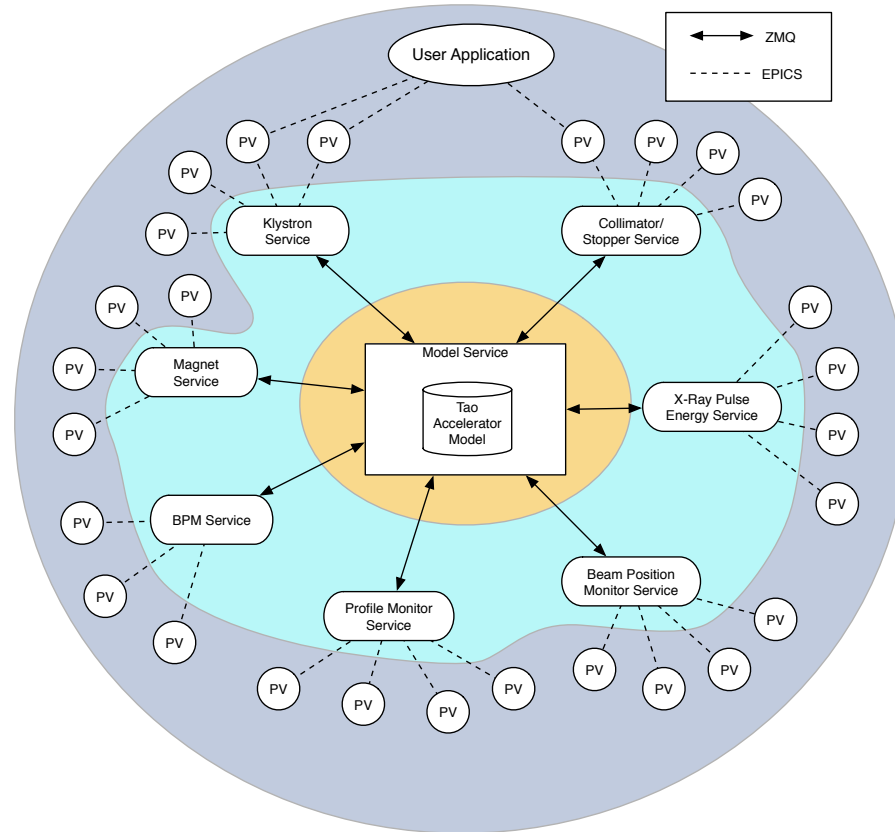 User Application
ZMQ
EPICS
PV
PV
PV
PV
PV
PV
PV
PV
Klystron
Service
Collimator/
Stopper Service
PV
PV
PV
PV
PV
Model Service
Magnet
Service
Tao
Accelerator
Model
X-Ray Pulse
Energy Service
PV
PV
PV
PV
PV
BPM Service
PV
PV
PV
Beam Position
Monitor Service
Profile Monitor
Service
PV
PV
PV
PV
PV
PV
PV
PV